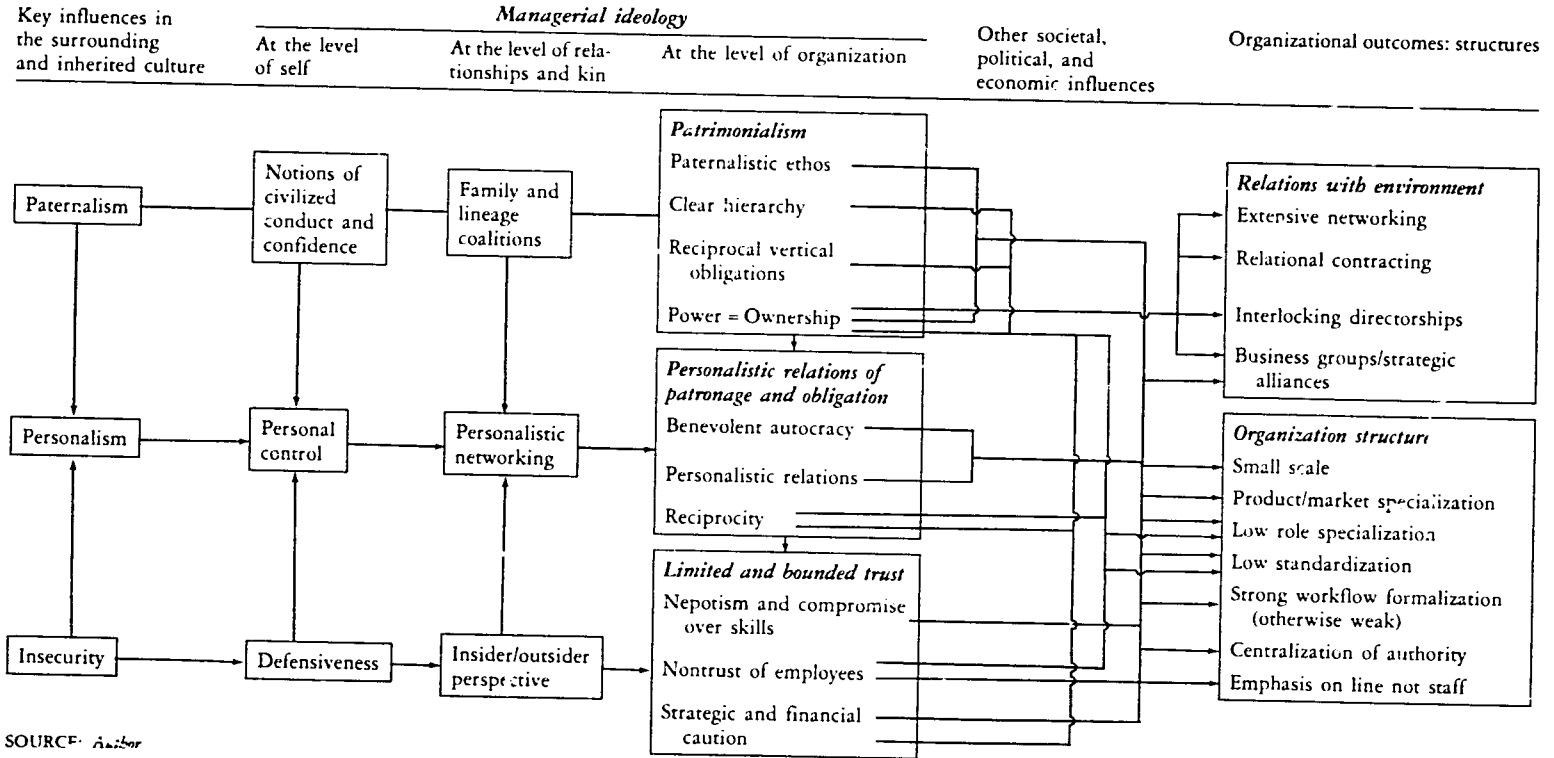 Key influences in
the surrounding
and inherited culture
Managerial ideology
At the level
of self
At the level of rela-
tionships and kin
At the level of organization
Other societal,
political, and
economic influences
Organizational outcomes: structures
Paternalism
Notions of
civilized
conduct and
confidence
Family and
lineage
coalitions
Patrimonialism
Paternalistic ethos
Clear hierarchy
Reciprocal vertical
obligations
Power = Ownership
Relations with environment
Extensive networking
Relational contracting
Interlocking directorships
Business groups/strategic
alliances
Personalism
Personal
control
Personalistic
networking
Personalistic relations of
patronage and obligation
Benevolent autocracy
Personalistic relations
Reciprocity
Organization structure
Small scale
Product/market specialization
Low role specialization
Low standardization
Strong workflow formalization
(otherwise weak)
Centralization of authority
Emphasis on line not staff
Insecurity
Defensiveness
Insider/outsider
perspective
Limited and bounded trust
Nepotism and compromise
over skills
Nontrust of employees
Strategic and financial
caution
SOURCE: